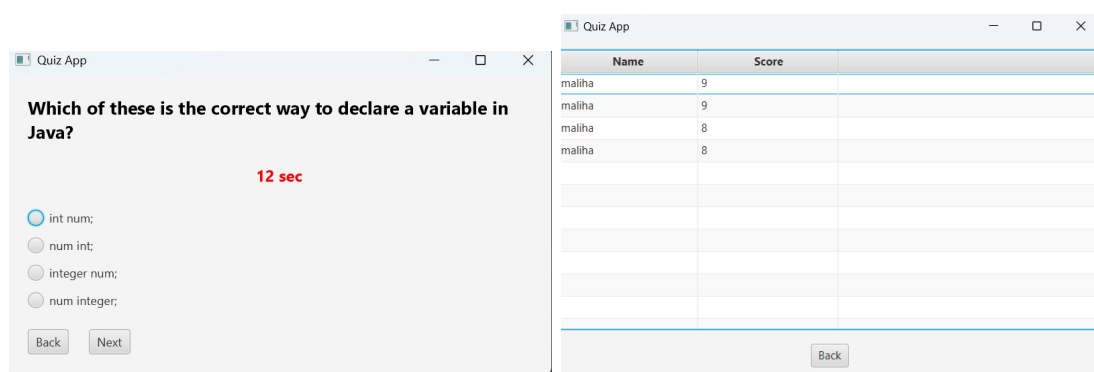 Quiz App
Which of these is the correct way to declare a variable in
Java?
12 sec
int num;
num int;
integer num;
num integer;
Back Next
Quiz App
Name Score
maliha 9
maliha 9
maliha 8
maliha 8
Back